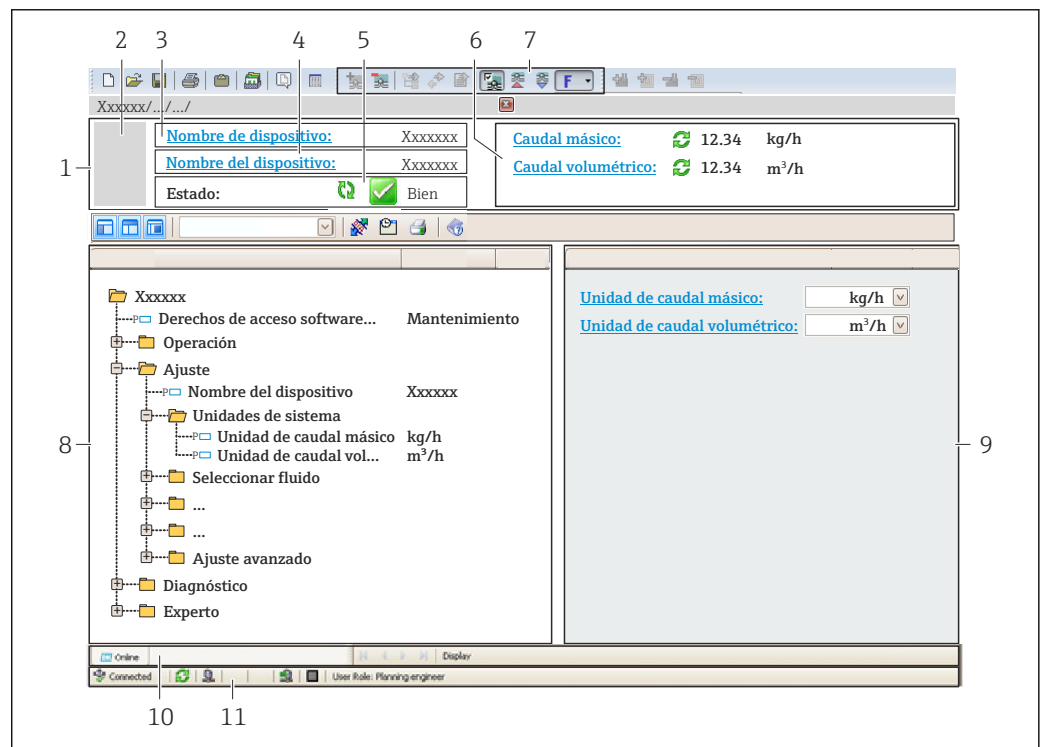 2 3 4 5 6 7
F
Xxxxxx/.../.../
1
Nombre de dispositivo: Xxxxxxx
Nombre del dispositivo: Xxxxxxx
Estado: Bien
Caudal másico: 12.34 kg/h
Caudal volumétrico: 12.34 m³/h
Xxxxxx
P Derechos de acceso software... Mantenimiento
Operación
Ajuste
P Nombre del dispositivo Xxxxxx
Unidades de sistema
P Unidad de caudal másico kg/h
P Unidad de caudal vol... m³/h
Seleccionar fluido
...
...
Ajuste avanzado
Diagnóstico
Experto
8
Unidad de caudal másico: kg/h
Unidad de caudal volumétrico: m³/h
9
Online Display
Connected User Role: Planning engineer
10 11